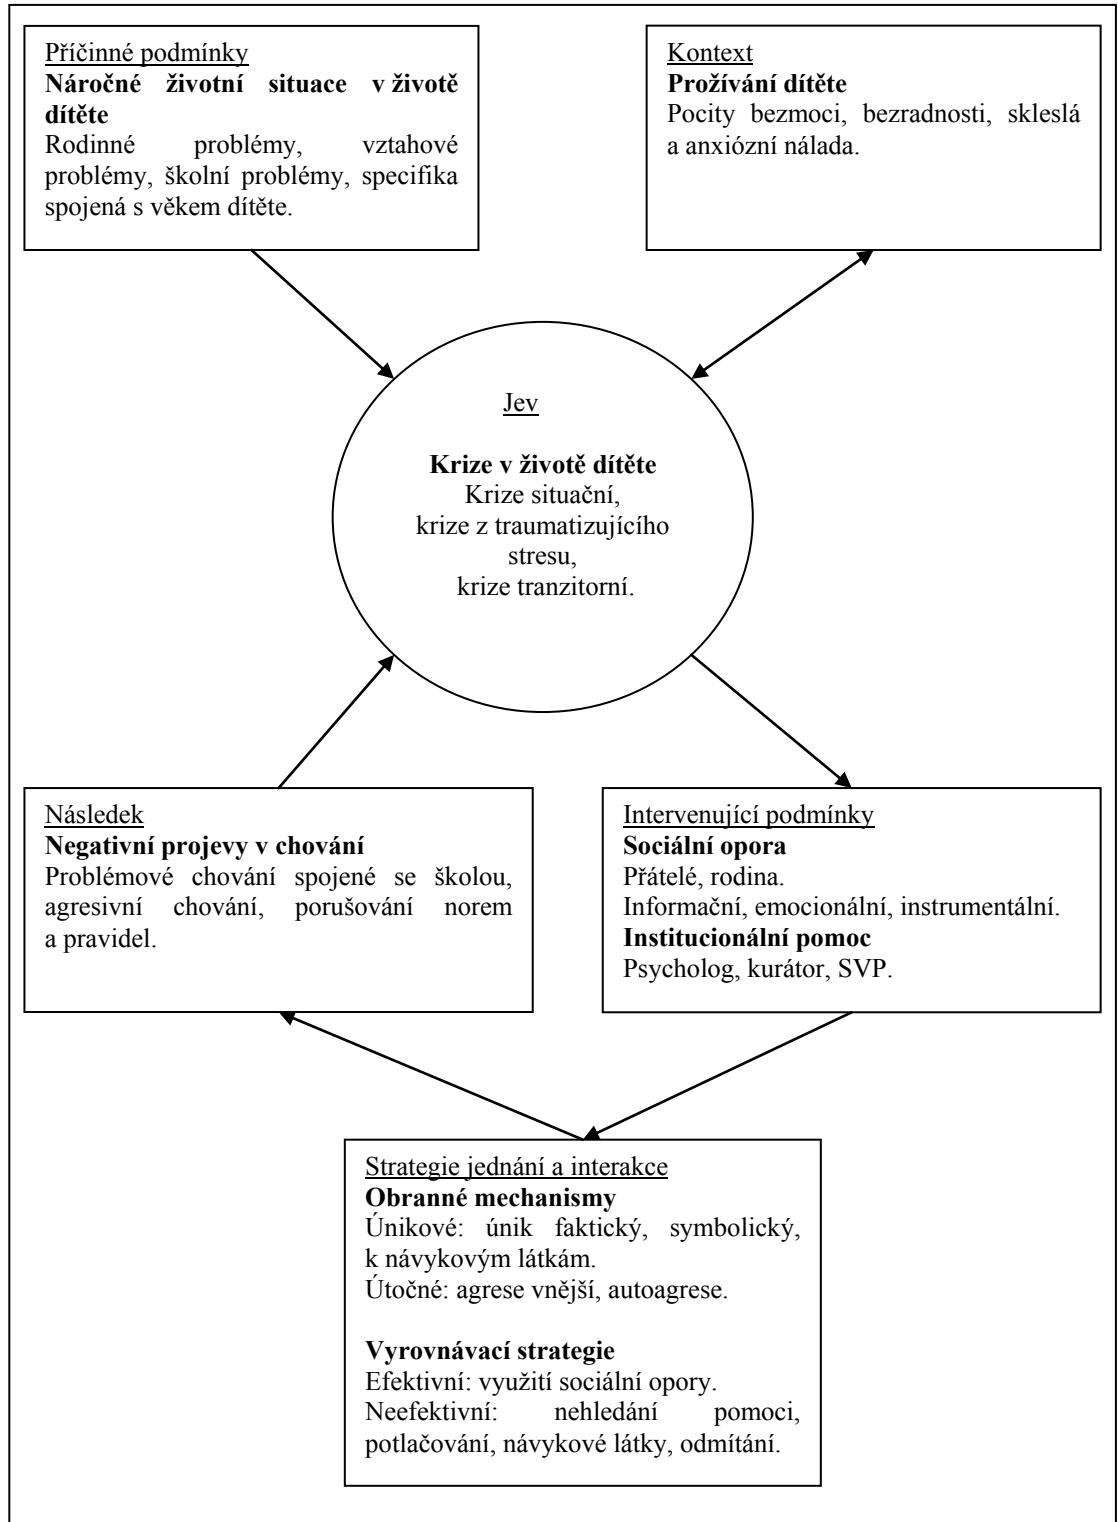 Příčinné podmínky
Náročné životní situace v životě
dítěte
Rodinné problémy, vztahové
problémy, školní problémy, specifika
spojená s věkem dítěte.
Kontext
Prožívání dítěte
Pocity bezmoci, bezradnosti, skleslá
a anxiózní nálada.
Jev
Krize v životě dítěte
Krize situační,
krize z traumatizujícího
stresu,
krize tranzitorní.
Následek
Negativní projevy v chování
Problémové chování spojené se školou,
agresivní chování, porušování norem
a pravidel.
Intervenující podmínky
Sociální opora
Přátelé, rodina.
Informační, emocionální, instrumentální.
Institucionální pomoc
Psycholog, kurátor, SVP.
Strategie jednání a interakce
Obranné mechanismy
Únikové: únik faktický, symbolický,
k návykovým látkám.
Útočné: agrese vnější, autoagrese.
Vyrovnávací strategie
Efektivní: využití sociální opory.
Neefektivní: nehledání pomoci,
potlačování, návykové látky, odmítání.